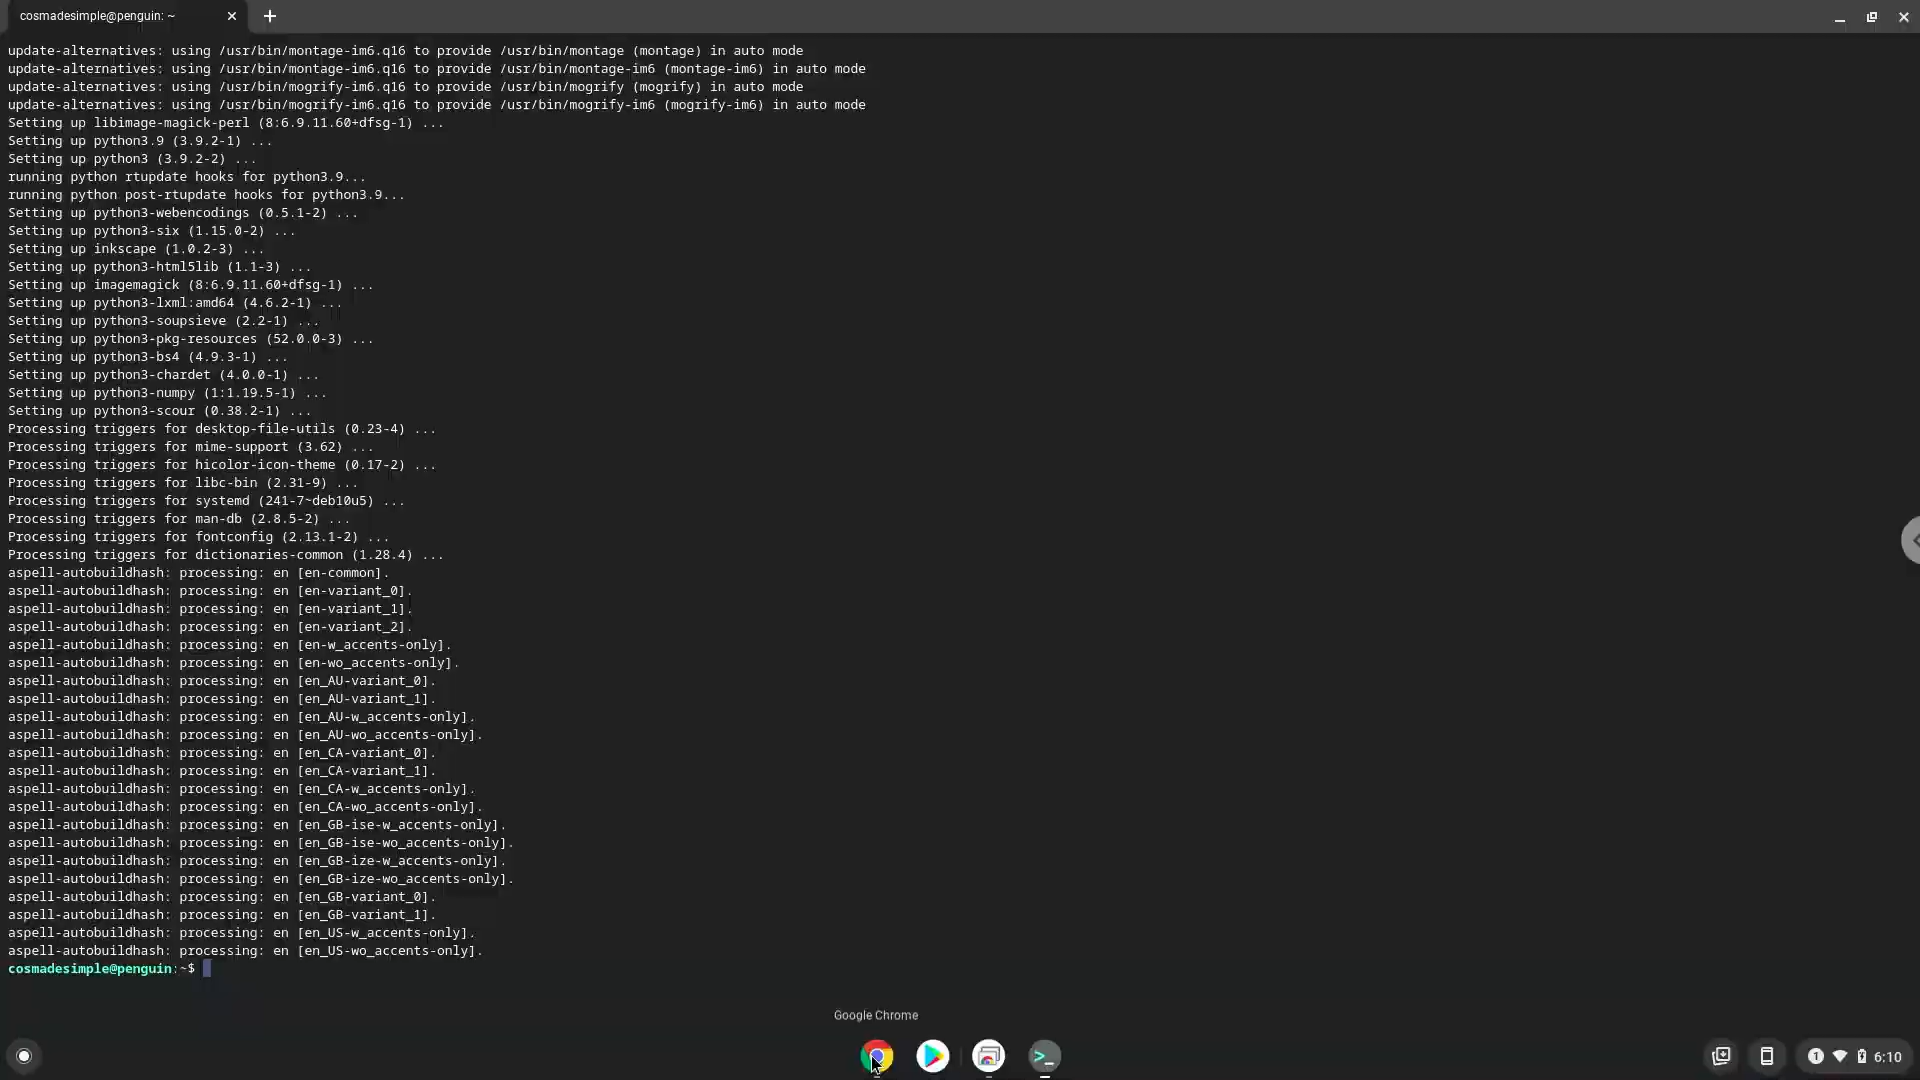 cosmadesimple@penguin: ~
update-alternatives: using /usr/bin/montage-im6.q16 to provide /usr/bin/montage (montage) in auto mode
update-alternatives: using /usr/bin/montage-im6.q16 to provide /usr/bin/montage-im6 (montage-im6) in auto mode
update-alternatives: using /usr/bin/mogrify-im6.q16 to provide /usr/bin/mogrify (mogrify) in auto mode
update-alternatives: using /usr/bin/mogrify-im6.q16 to provide /usr/bin/mogrify-im6 (mogrify-im6) in auto mode
Setting up libimage-magick-perl (8:6.9.11.60+dfsg-1) ...
Setting up python3.9 (3.9.2-1) ...
Setting up python3 (3.9.2-2) ...
running python rtupdate hooks for python3.9...
running python post-rtupdate hooks for python3.9...
Setting up python3-webencodings (0.5.1-2) ...
Setting up python3-six (1.15.0-2) ...
Setting up inkscape (1.0.2-3) ...
Setting up python3-html5lib (1.1-3) ...
Setting up imagemagick (8:6.9.11.60+dfsg-1) ...
Setting up python3-lxml:amd64 (4.6.2-1) ...
Setting up python3-soupsieve (2.2-1) ...
Setting up python3-pkg-resources (52.0.0-3) ...
Setting up python3-bs4 (4.9.3-1) ...
Setting up python3-chardet (4.0.0-1) ...
Setting up python3-numpy (1:1.19.5-1) ...
Setting up python3-scour (0.38.2-1) ...
Processing triggers for desktop-file-utils (0.23-4) ...
Processing triggers for mime-support (3.62) ...
Processing triggers for hicolor-icon-theme (0.17-2) ...
Processing triggers for libc-bin (2.31-9) ...
Processing triggers for systemd (241-7~deb10u5) ...
Processing triggers for man-db (2.8.5-2) ...
Processing triggers for fontconfig (2.13.1-2) ...
Processing triggers for dictionaries-common (1.28.4) ...
aspell-autobuildhash: processing: en [en-common].
aspell-autobuildhash: processing: en [en-variant_0].
aspell-autobuildhash: processing: en [en-variant_1].
aspell-autobuildhash: processing: en [en-variant_2].
aspell-autobuildhash: processing: en [en-w_accents-only].
aspell-autobuildhash: processing: en [en-wo_accents-only].
aspell-autobuildhash: processing: en [en_AU-variant_0].
aspell-autobuildhash: processing: en [en_AU-variant_1].
aspell-autobuildhash: processing: en [en_AU-w_accents-only].
aspell-autobuildhash: processing: en [en_AU-wo_accents-only].
aspell-autobuildhash: processing: en [en_CA-variant_0].
aspell-autobuildhash: processing: en [en_CA-variant_1].
aspell-autobuildhash: processing: en [en_CA-w_accents-only].
aspell-autobuildhash: processing: en [en_CA-wo_accents-only].
aspell-autobuildhash: processing: en [en_GB-ise-w_accents-only].
aspell-autobuildhash: processing: en [en_GB-ise-wo_accents-only].
aspell-autobuildhash: processing: en [en_GB-ize-w_accents-only].
aspell-autobuildhash: processing: en [en_GB-ize-wo_accents-only].
aspell-autobuildhash: processing: en [en_GB-variant_0].
aspell-autobuildhash: processing: en [en_GB-variant_1].
aspell-autobuildhash: processing: en [en_US-w_accents-only].
aspell-autobuildhash: processing: en [en_US-wo_accents-only].
cosmadesimple@penguin:~$
Google Chrome
1 6:10